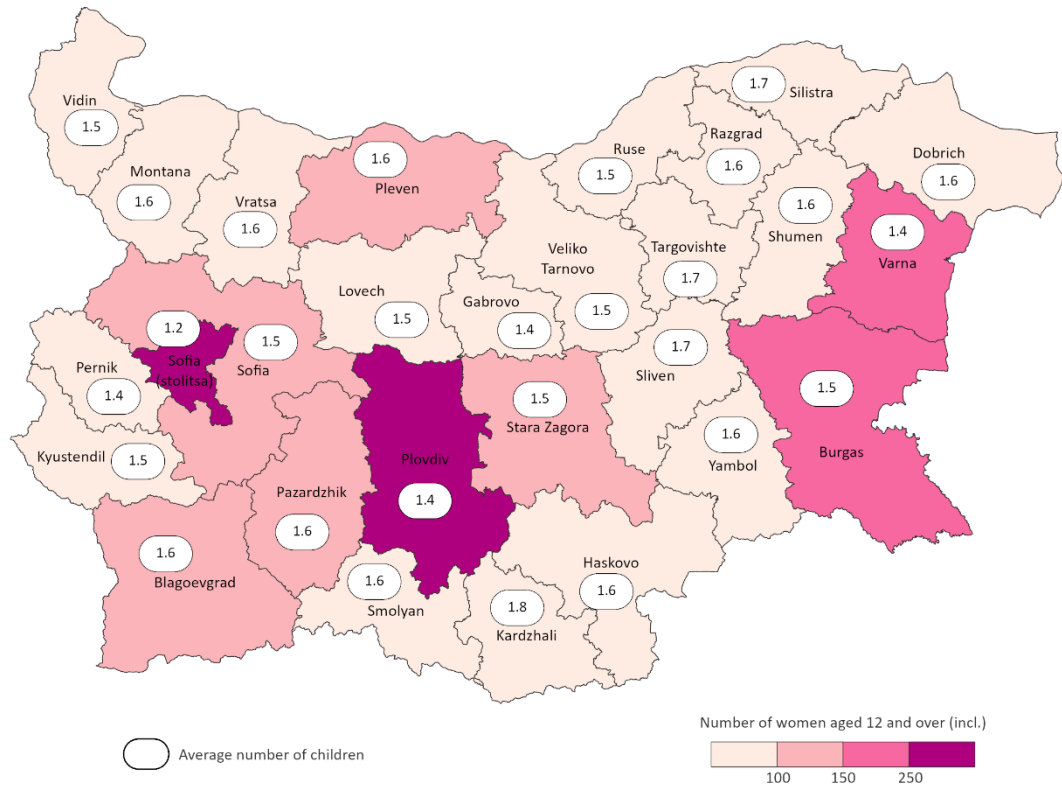 Vidin
1.5
Montana
1.6
Vratsa
1.6
1.6
Pleven
Ruse
1.5
1.7
Silistra
Razgrad
1.6
Dobrich
1.6
1.6
Shumen
1.4
Varna
Veliko
Tarnovo
1.5
Targovishte
1.7
Lovech
1.5
Gabrovo
1.4
1.2
Sofia
(stolitsa)
1.5
Sofia
Pernik
1.4
Kyustendil
1.5
1.7
Sliven
1.5
Stara Zagora
1.5
Burgas
1.6
Yambol
Plovdiv
1.4
Pazardzhik
1.6
1.6
Blagoevgrad
1.6
Smolyan
1.8
Kardzhali
Haskovo
1.6
Average number of children
Number of women aged 12 and over (incl.)
100 150 250